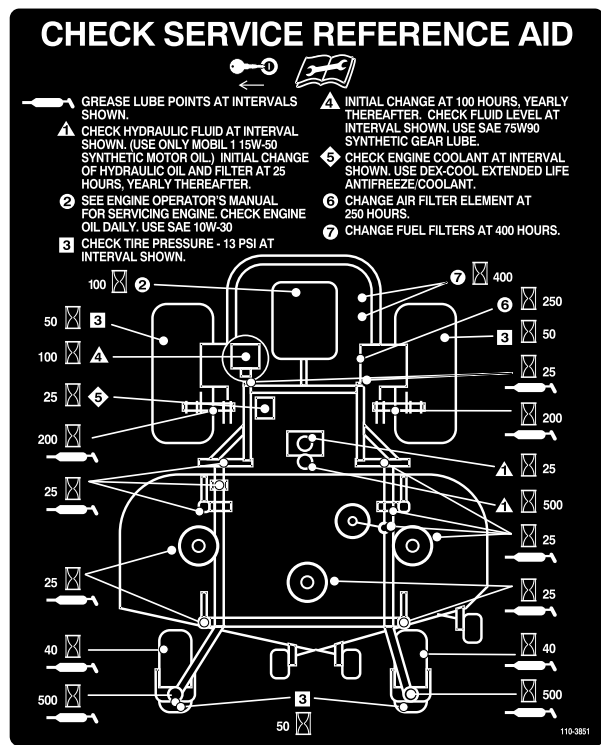 CHECK SERVICE REFERENCE AID
GREASE LUBE POINTS AT INTERVALS
SHOWN.
1 CHECK HYDRAULIC FLUID AT INTERVAL
SHOWN. (USE ONLY MOBIL 1 15W-50
SYNTHETIC MOTOR OIL.) INITIAL CHANGE
OF HYDRAULIC OIL AND FILTER AT 25
HOURS, YEARLY THEREAFTER.
2 SEE ENGINE OPERATOR'S MANUAL
FOR SERVICING ENGINE. CHECK ENGINE
OIL DAILY. USE SAE 10W-30
3 CHECK TIRE PRESSURE - 13 PSI AT
INTERVAL SHOWN.
4 INITIAL CHANGE AT 100 HOURS, YEARLY
THEREAFTER. CHECK FLUID LEVEL AT
INTERVAL SHOWN. USE SAE 75W90
SYNTHETIC GEAR LUBE.
5 CHECK ENGINE COOLANT AT INTERVAL
SHOWN. USE DEX-COOL EXTENDED LIFE
ANTIFREEZE/COOLANT.
6 CHANGE AIR FILTER ELEMENT AT
250 HOURS.
7 CHANGE FUEL FILTERS AT 400 HOURS.
100 2
7 400
6 250
50 3
3 50
100 4
25
25 5
200
200
1 25
25
1 500
25
25
25
40
40
500
500
3
50
110-3851